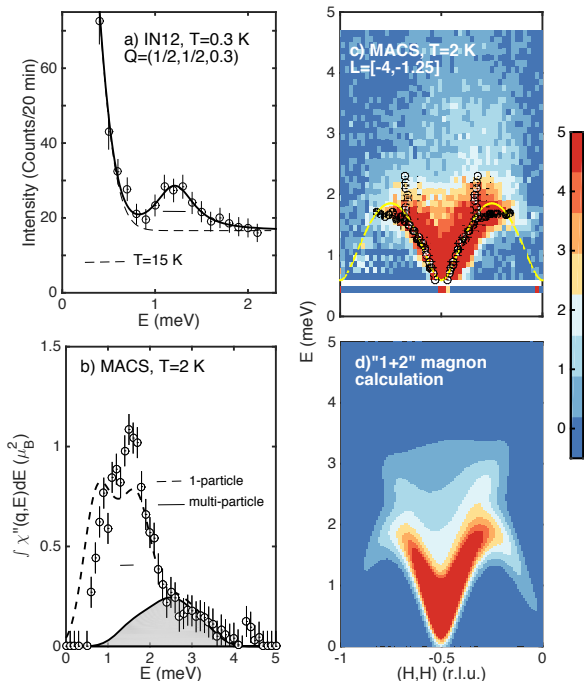 a) IN12, T=0.3 K
Q=(1/2,1/2,0.3)
Intensity (Counts/20 min)
60
40
20
0
T=15 K
0
1
2
E (meV)
c) MACS, T=2 K
L=[-4,-1.25]
5
4
3
2
1
0
E (meV)
5
4
3
2
1
0
b) MACS, T=2 K
∫ χ"(q,E)dE (μ_B^2)
1.5
1
0.5
0
1-particle
multi-particle
0
1
2
3
4
5
E (meV)
d)"1+2" magnon
calculation
5
4
3
2
1
0
-1
-0.5
0
(H,H) (r.l.u.)